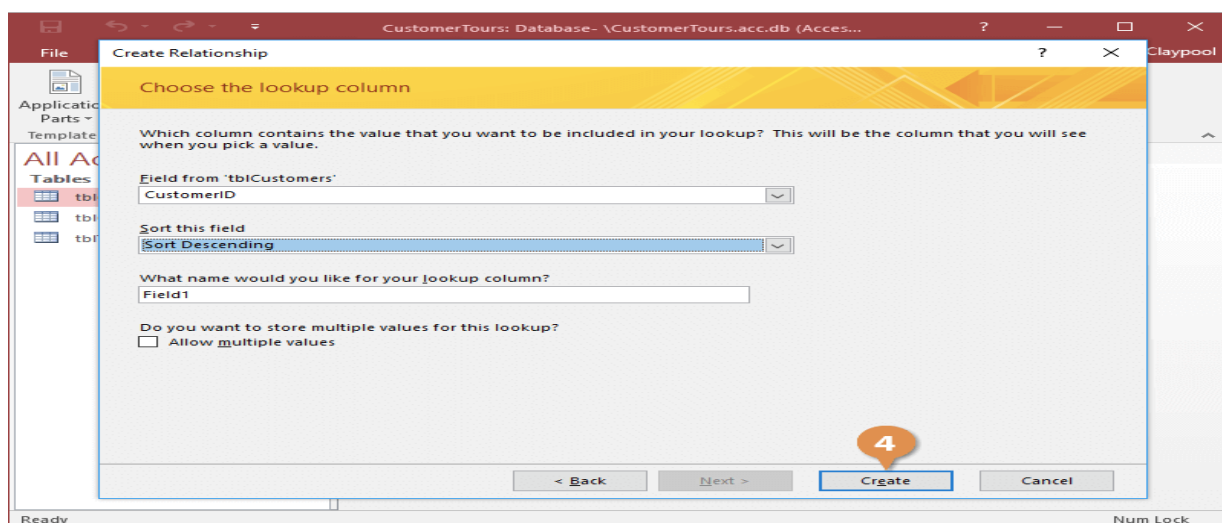 CustomerTours: Database- \CustomerTours.acc.db (Acces... ?
File Create Relationship ? Claypool
Choose the lookup column
Applicatic
Parts
Template
Which column contains the value that you want to be included in your lookup? This will be the column that you will see
when you pick a value.
All Ac
Tables
Field from 'tblCustomers'
tbl
CustomerID
tbl
Sort this field
tbl
Sort Descending
What name would you like for your lookup column?
Field1
Do you want to store multiple values for this lookup?
Allow multiple values
4
< Back Next > Create Cancel
Ready Num Lock